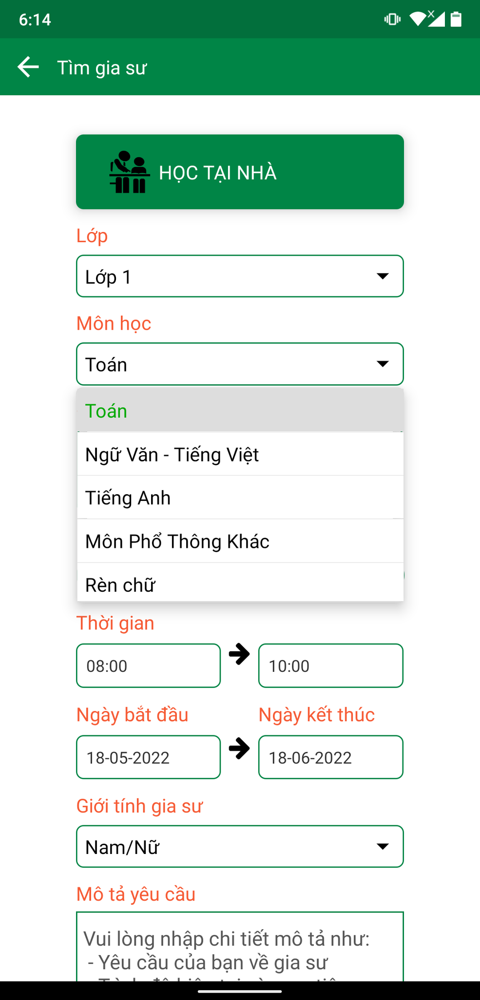 6:14
Tìm gia sư
HỌC TẠI NHÀ
Lớp
Lớp 1
Môn học
Toán
Toán
Ngữ Văn - Tiếng Việt
Tiếng Anh
Môn Phổ Thông Khác
Rèn chữ
Thời gian
08:00
10:00
Ngày bắt đầu
Ngày kết thúc
18-05-2022
18-06-2022
Giới tính gia sư
Nam/Nữ
Mô tả yêu cầu
Vui lòng nhập chi tiết mô tả như:
- Yêu cầu của bạn về gia sư